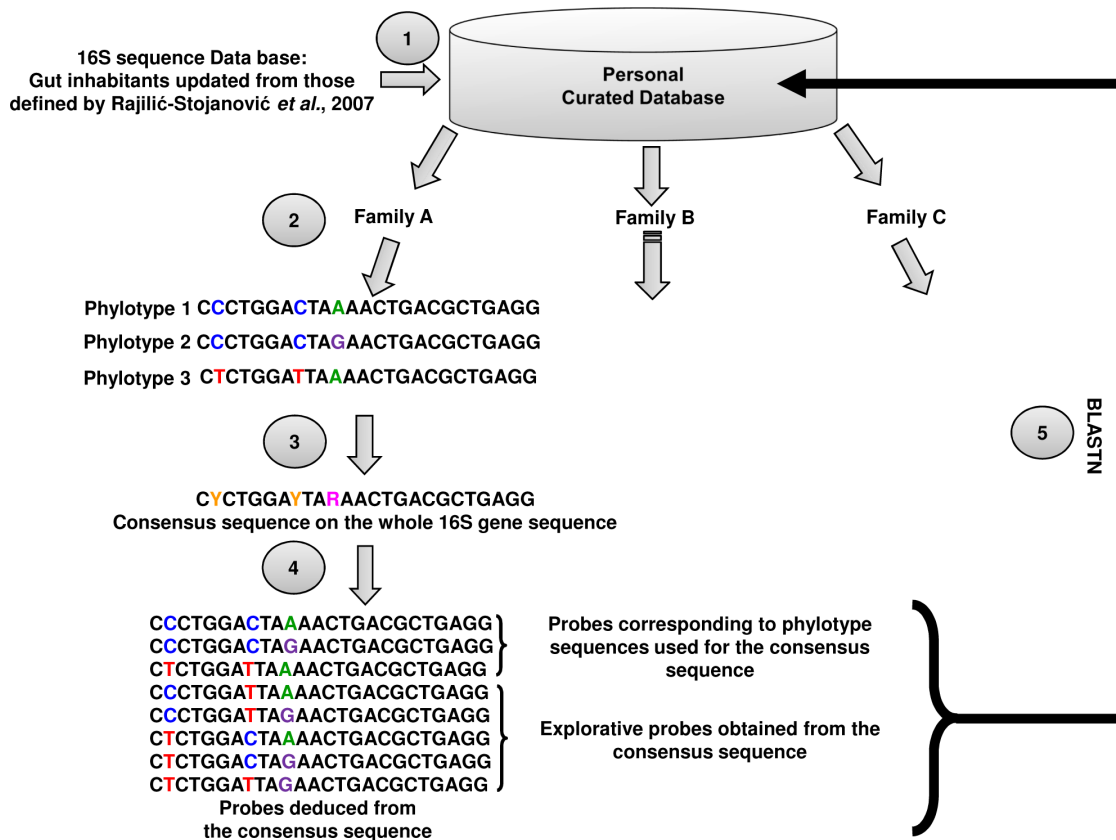 1
16S sequence Data base:
Gut inhabitants updated from those
defined by Rajilić-Stojanović et al., 2007
Personal
Curated Database
2
Family A
Family B
Family C
Phylotype 1 CCCTGGACTAAAACTGACGCTGAGG
Phylotype 2 CCCTGGACTAGAACTGACGCTGAGG
Phylotype 3 CTCTGGATTAAAACTGACGCTGAGG
3
5
BLASTN
CYCTGGAYTARAACTGACGCTGAGG
Consensus sequence on the whole 16S gene sequence
4
CCCTGGACTAAAACTGACGCTGAGG
CCCTGGACTAGAACTGACGCTGAGG
CTCTGGATTAAAACTGACGCTGAGG
Probes corresponding to phylotype
sequences used for the consensus
sequence
CCCTGGATTAAAACTGACGCTGAGG
CCCTGGATTAGAACTGACGCTGAGG
CTCTGGACTAAAACTGACGCTGAGG
CTCTGGACTAGAACTGACGCTGAGG
CTCTGGATTAGAACTGACGCTGAGG
Explorative probes obtained from the
consensus sequence
Probes deduced from
the consensus sequence